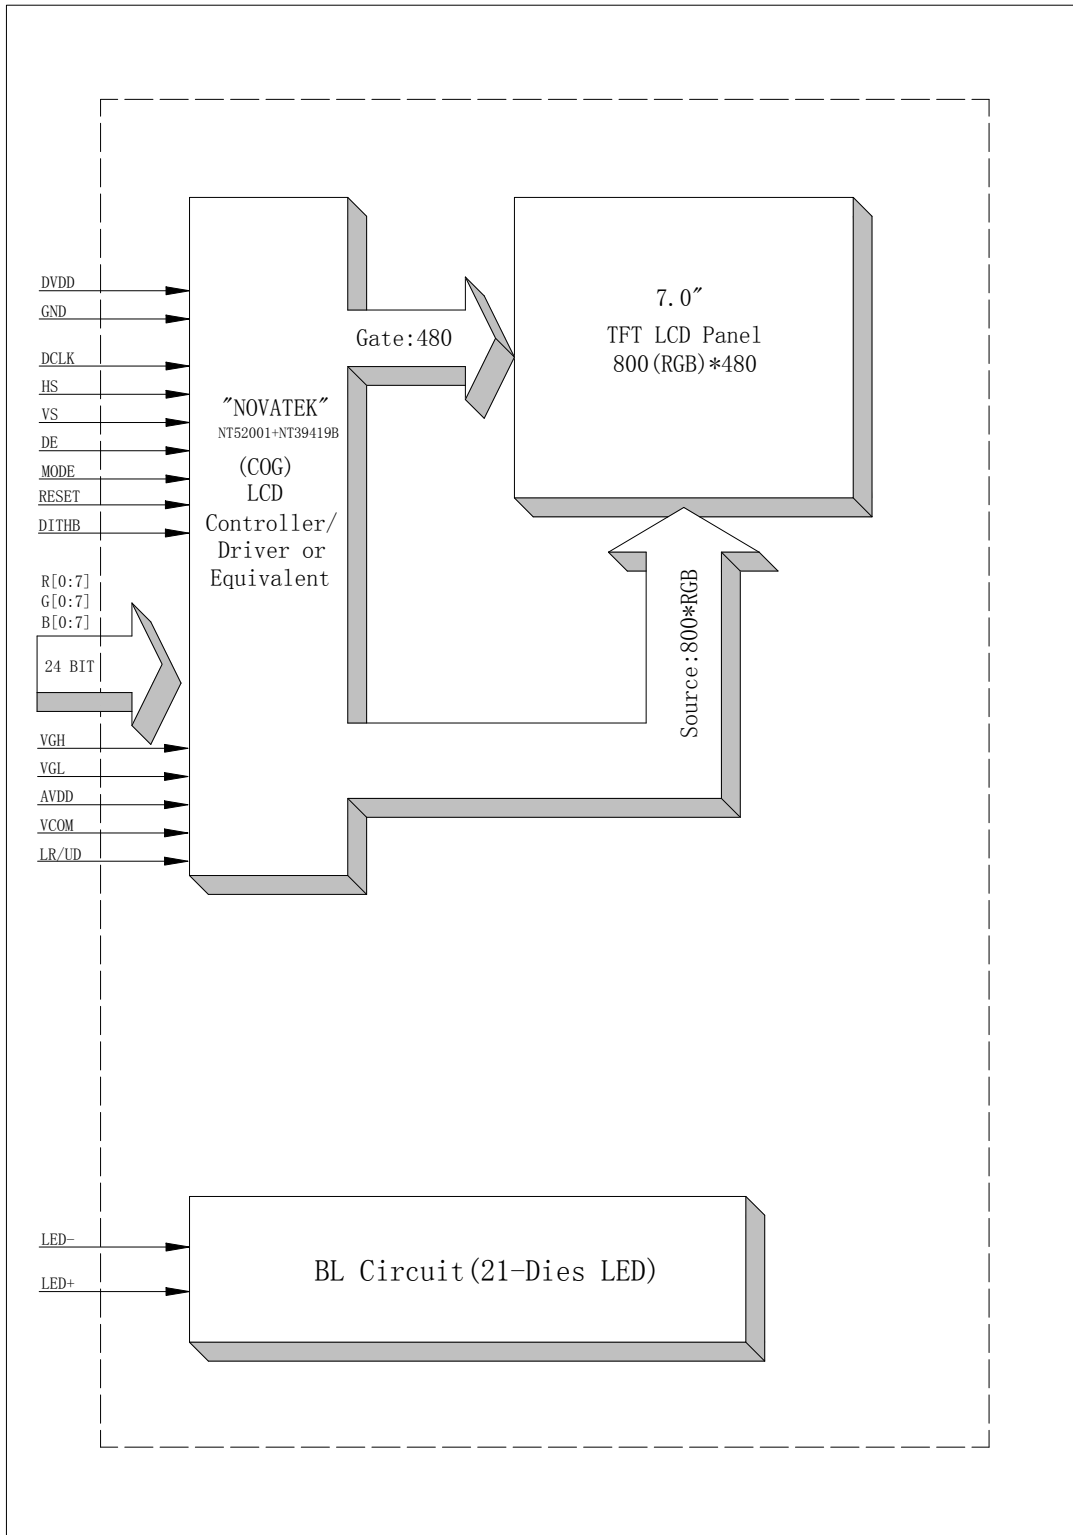 DVDD
GND
DCLK
HS
VS
DE
MODE
RESET
DITHB
R[0:7]
G[0:7]
B[0:7]
24 BIT
VGH
VGL
AVDD
VCOM
LR/UD
"NOVATEK"
NT52001+NT39419B
(COG)
LCD
Controller/
Driver or
Equivalent
Gate:480
7.0"
TFT LCD Panel
800(RGB)*480
Source:800*RGB
LED-
LED+
BL Circuit(21-Dies LED)